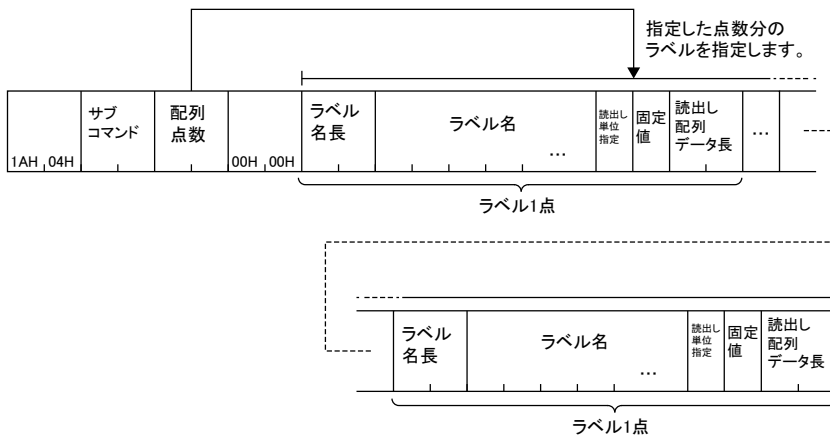 指定した点数分の
ラベルを指定します。
サブ
コマンド
配列
点数
ラベル
名長
ラベル名
...
読出し
単位
指定
固定
値
読出し
配列
データ長
...
1AH 04H
00H 00H
ラベル1点
ラベル
名長
ラベル名
...
読出し
単位
指定
固定
値
読出し
配列
データ長
ラベル1点